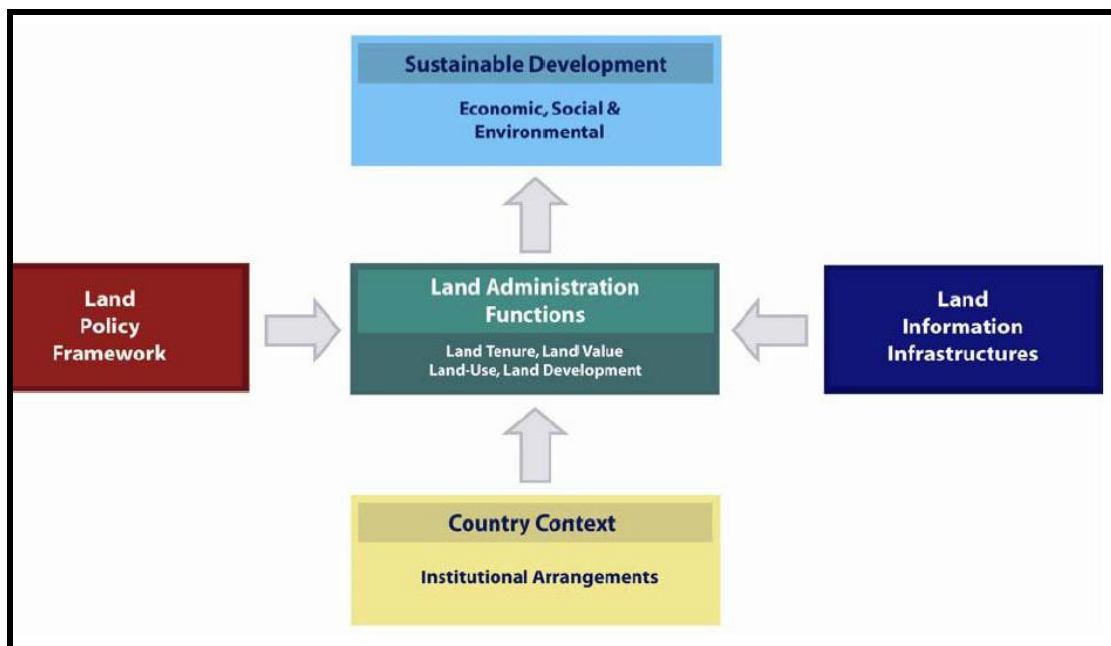 Sustainable Development
Economic, Social &
Environmental
Land
Policy
Framework
Land Administration
Functions
Land Tenure, Land Value
Land-Use, Land Development
Land
Information
Infrastructures
Country Context
Institutional Arrangements